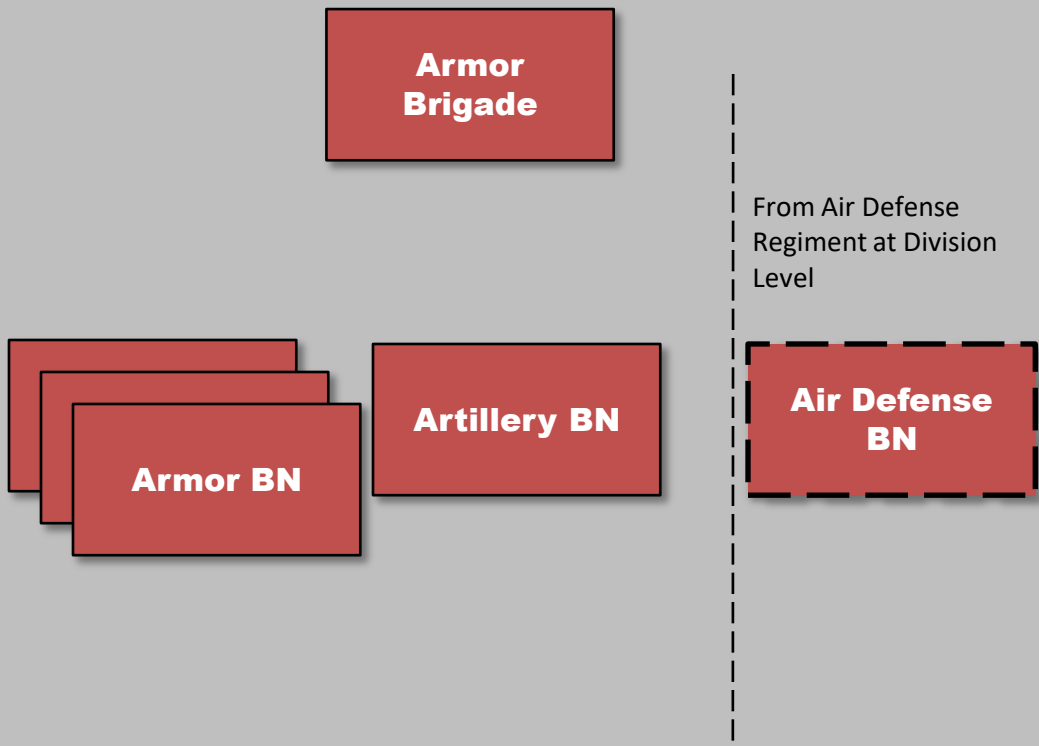 Armor
Brigade
From Air Defense
Regiment at Division
Level
Armor BN
Artillery BN
Air Defense
BN